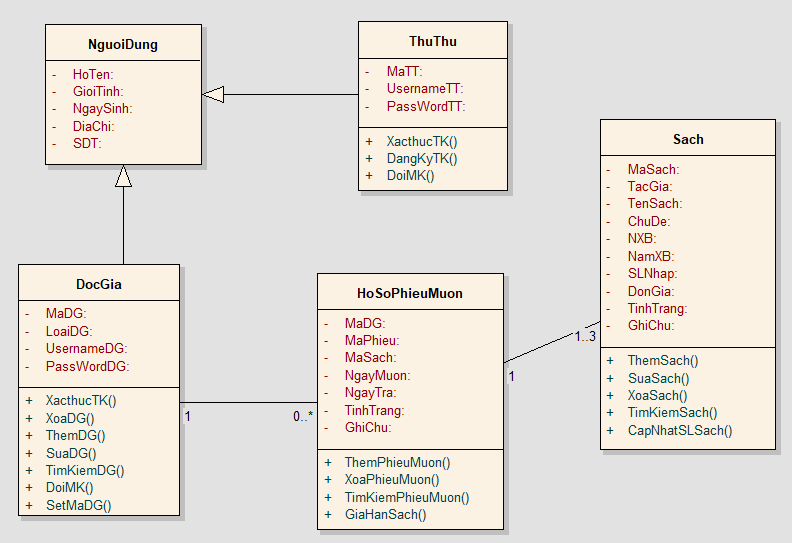 NguoiDung
- HoTen:
- GioiTinh:
- NgaySinh:
- DiaChi:
- SDT:
ThuThu
- MaTT:
- UsernameTT:
- PassWordTT:
+ XacthucTK()
+ DangKyTK()
+ DoiMK()
Sach
- MaSach:
- TacGia:
- TenSach:
- ChuDe:
- NXB:
- NamXB:
- SLNhap:
- DonGia:
- TinhTrang:
- GhiChu:
+ ThemSach()
+ SuaSach()
+ XoaSach()
+ TimKiemSach()
+ CapNhatSLSach()
DocGia
- MaDG:
- LoaiDG:
- UsernameDG:
- PassWordDG:
+ XacthucTK()
+ XoaDG()
+ ThemDG()
+ SuaDG()
+ TimKiemDG()
+ DoiMK()
+ SetMaDG()
1
0..*
HoSoPhieuMuon
- MaDG:
- MaPhieu:
- MaSach:
- NgayMuon:
- NgayTra:
- TinhTrang:
- GhiChu:
+ ThemPhieuMuon()
+ XoaPhieuMuon()
+ TimKiemPhieuMuon()
+ GiaHanSach()
1
1..3